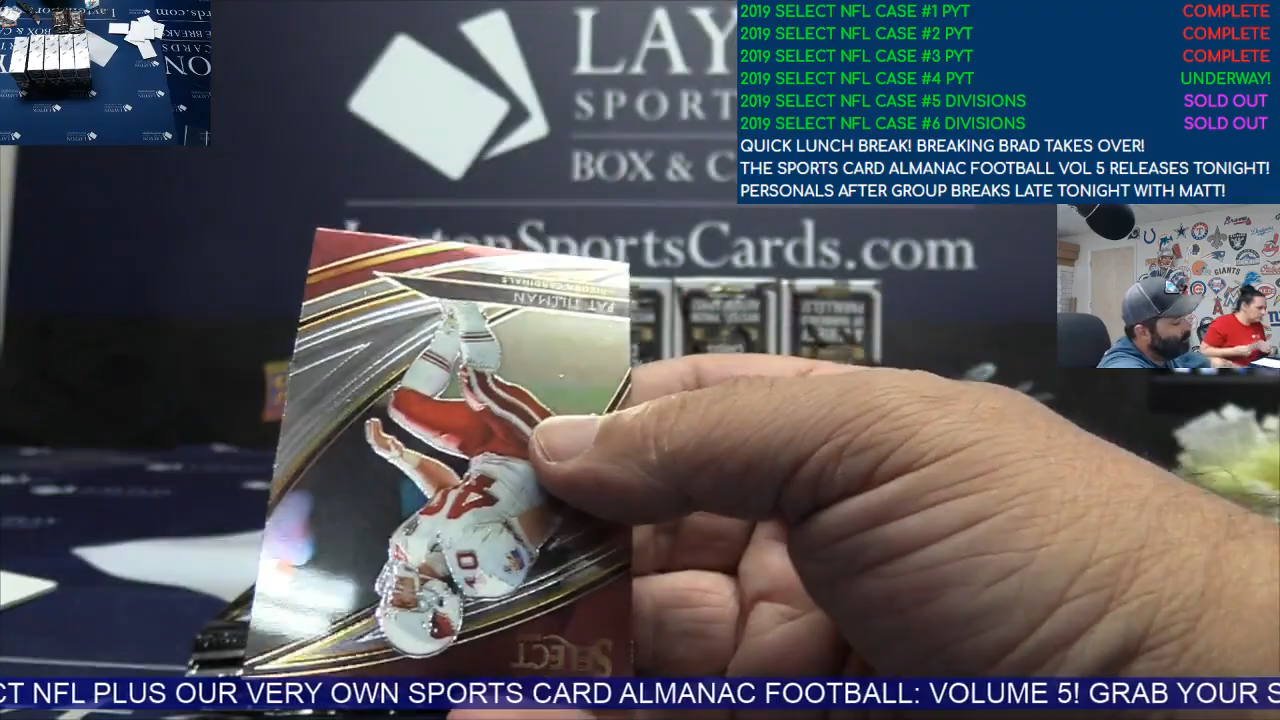 2019 SELECT NFL CASE #1 PYT COMPLETE
2019 SELECT NFL CASE #2 PYT COMPLETE
2019 SELECT NFL CASE #3 PYT COMPLETE
2019 SELECT NFL CASE #4 PYT UNDERWAY!
2019 SELECT NFL CASE #5 DIVISIONS SOLD OUT
2019 SELECT NFL CASE #6 DIVISIONS SOLD OUT
QUICK LUNCH BREAK! BREAKING BRAD TAKES OVER!
THE SPORTS CARD ALMANAC FOOTBALL VOL 5 RELEASES TONIGHT!
PERSONALS AFTER GROUP BREAKS LATE TONIGHT WITH MATT!
LAY
SPORT
BOX & C
LaytonSportsCards.com
PAT TILLMAN
ARIZONA CARDINALS
40
SELECT
CT NFL PLUS OUR VERY OWN SPORTS CARD ALMANAC FOOTBALL: VOLUME 5! GRAB YOUR S